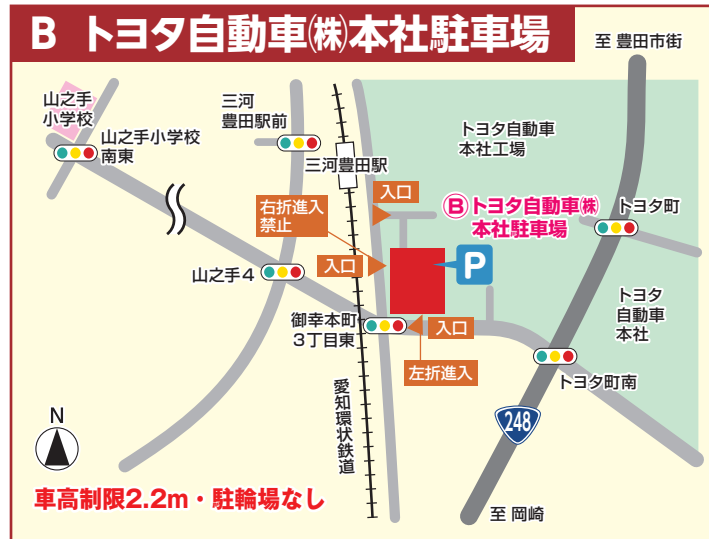 B トヨタ自動車㈱本社駐車場
至 豊田市街
山之手
小学校
三河
豊田駅前
山之手小学校
南東
トヨタ自動車
本社工場
三河豊田駅
入口
右折進入
禁止
Ⓑトヨタ自動車㈱
本社駐車場
トヨタ町
入口
P
山之手4
トヨタ
自動車
本社
御幸本町
3丁目東
入口
左折進入
トヨタ町南
愛知環状鉄道
248
N
車高制限2.2m・駐輪場なし
至 岡崎